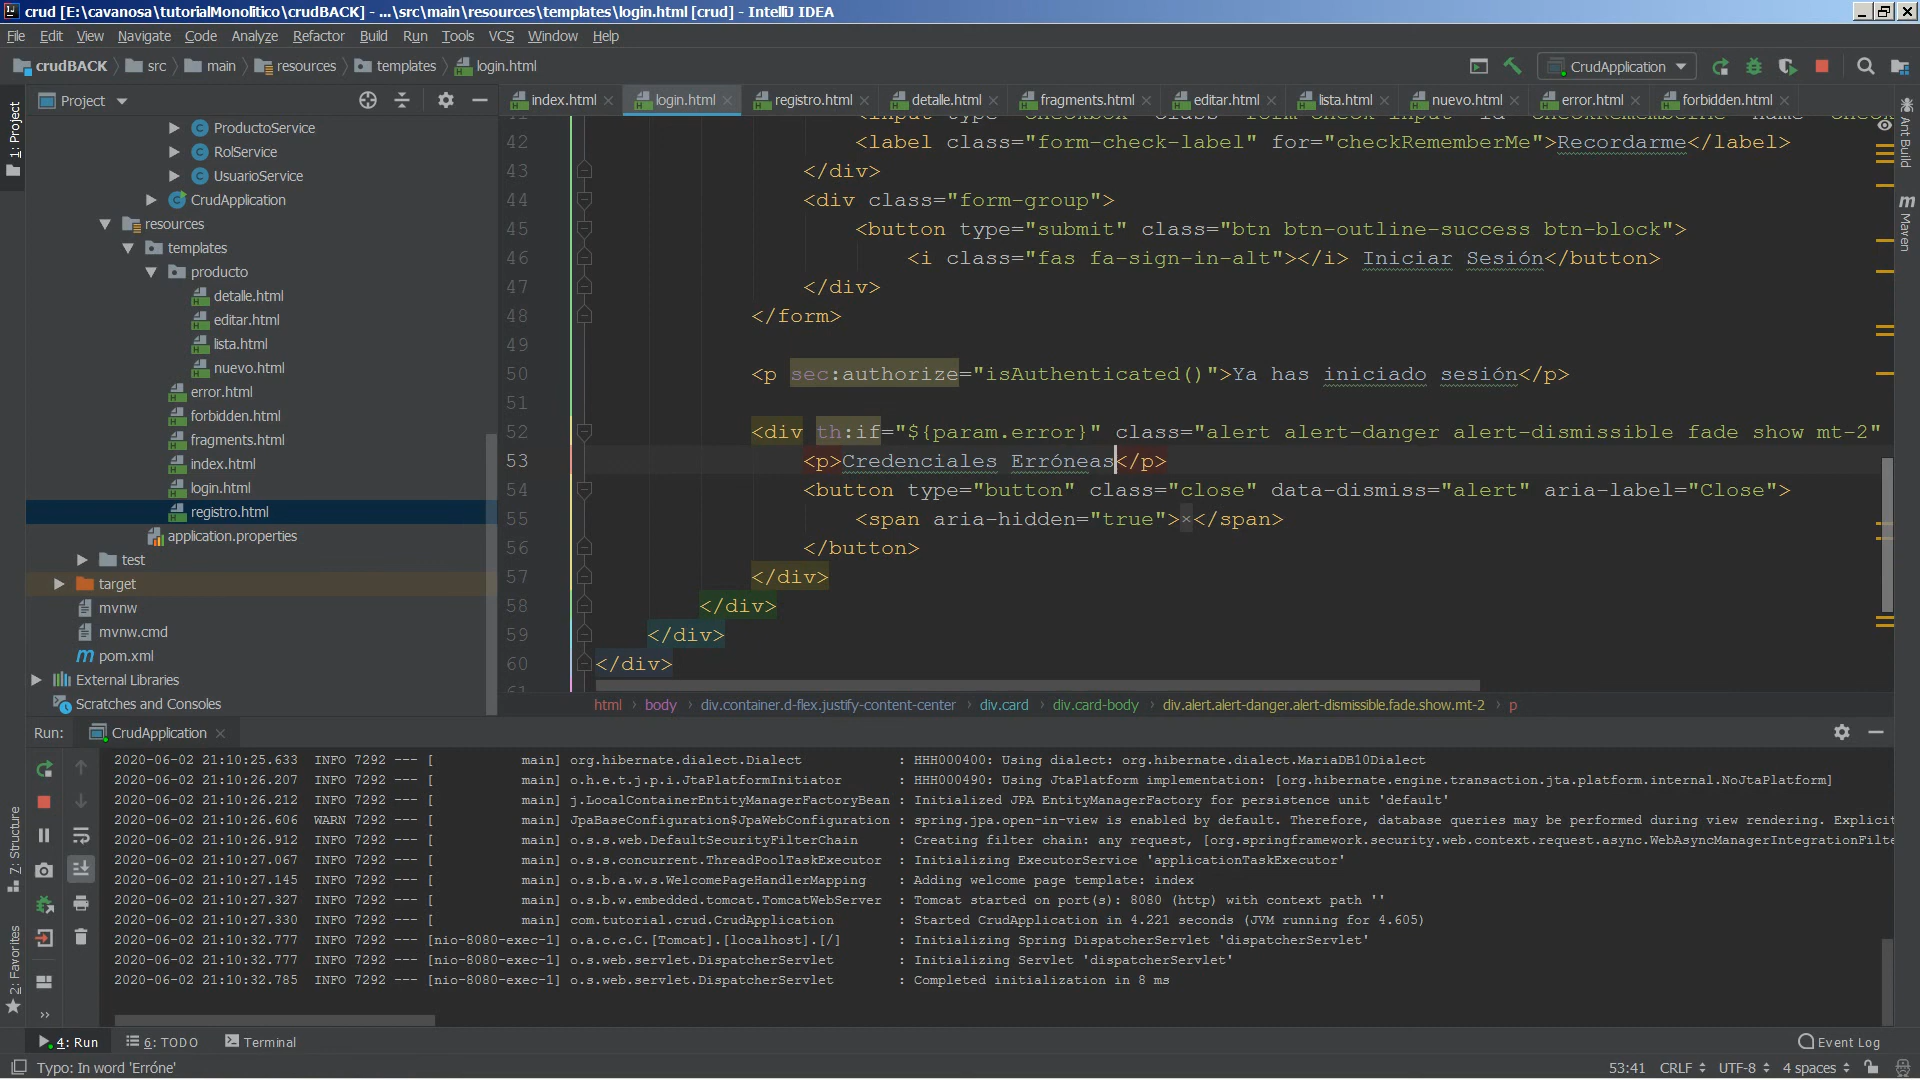 crud [E:\cavanosa\tutorialMonolitico\crudBACK] - ...\src\main\resources\templates\login.html [crud] - IntelliJ IDEA
File Edit View Navigate Code Analyze Refactor Build Run Tools VCS Window Help
crudBACK src main resources templates login.html CrudApplication
Project index.html login.html registro.html detalle.html fragments.html editar.html lista.html nuevo.html error.html forbidden.html
1: Project
ProductoService
RolService
UsuarioService
CrudApplication
resources
templates
producto
detalle.html
editar.html
lista.html
nuevo.html
error.html
forbidden.html
fragments.html
index.html
login.html
registro.html
application.properties
test
target
mvnw
mvnw.cmd
pom.xml
External Libraries
Scratches and Consoles
42 <label class="form-check-label" for="checkRememberMe">Recordarme</label>
43 </div>
44 <div class="form-group">
45 <button type="submit" class="btn btn-outline-success btn-block">
46 <i class="fas fa-sign-in-alt"></i> Iniciar Sesión</button>
47 </div>
48 </form>
49
50 <p sec:authorize="isAuthenticated()">Ya has iniciado sesión</p>
51
52 <div th:if="${param.error}" class="alert alert-danger alert-dismissible fade show mt-2"
53 <p>Credenciales Erróneas</p>
54 <button type="button" class="close" data-dismiss="alert" aria-label="Close">
55 <span aria-hidden="true">×</span>
56 </button>
57 </div>
58 </div>
59 </div>
60 </div>
html body div.container.d-flex.justify-content-center div.card div.card-body div.alert.alert-danger.alert-dismissible.fade.show.mt-2 p
Ant Build
Maven
Run: CrudApplication
2020-06-02 21:10:25.633 INFO 7292 --- [ main] org.hibernate.dialect.Dialect : HHH000400: Using dialect: org.hibernate.dialect.MariaDB10Dialect
2020-06-02 21:10:26.207 INFO 7292 --- [ main] o.h.e.t.j.p.i.JtaPlatformInitiator : HHH000490: Using JtaPlatform implementation: [org.hibernate.engine.transaction.jta.platform.internal.NoJtaPlatform]
2020-06-02 21:10:26.212 INFO 7292 --- [ main] j.LocalContainerEntityManagerFactoryBean : Initialized JPA EntityManagerFactory for persistence unit 'default'
2020-06-02 21:10:26.606 WARN 7292 --- [ main] JpaBaseConfiguration$JpaWebConfiguration : spring.jpa.open-in-view is enabled by default. Therefore, database queries may be performed during view rendering. Explicit
2020-06-02 21:10:26.912 INFO 7292 --- [ main] o.s.s.web.DefaultSecurityFilterChain : Creating filter chain: any request, [org.springframework.security.web.context.request.async.WebAsyncManagerIntegrationFilte
2020-06-02 21:10:27.067 INFO 7292 --- [ main] o.s.s.concurrent.ThreadPoolTaskExecutor : Initializing ExecutorService 'applicationTaskExecutor'
2020-06-02 21:10:27.145 INFO 7292 --- [ main] o.s.b.a.w.s.WelcomePageHandlerMapping : Adding welcome page template: index
2020-06-02 21:10:27.327 INFO 7292 --- [ main] o.s.b.w.embedded.tomcat.TomcatWebServer : Tomcat started on port(s): 8080 (http) with context path ''
2020-06-02 21:10:27.330 INFO 7292 --- [ main] com.tutorial.crud.CrudApplication : Started CrudApplication in 4.221 seconds (JVM running for 4.605)
2020-06-02 21:10:32.777 INFO 7292 --- [nio-8080-exec-1] o.a.c.c.C.[Tomcat].[localhost].[/] : Initializing Spring DispatcherServlet 'dispatcherServlet'
2020-06-02 21:10:32.777 INFO 7292 --- [nio-8080-exec-1] o.s.web.servlet.DispatcherServlet : Initializing Servlet 'dispatcherServlet'
2020-06-02 21:10:32.785 INFO 7292 --- [nio-8080-exec-1] o.s.web.servlet.DispatcherServlet : Completed initialization in 8 ms
7: Structure
2: Favorites
4: Run 6: TODO Terminal Event Log
Typo: In word 'Erróne' 53:41 CRLF UTF-8 4 spaces